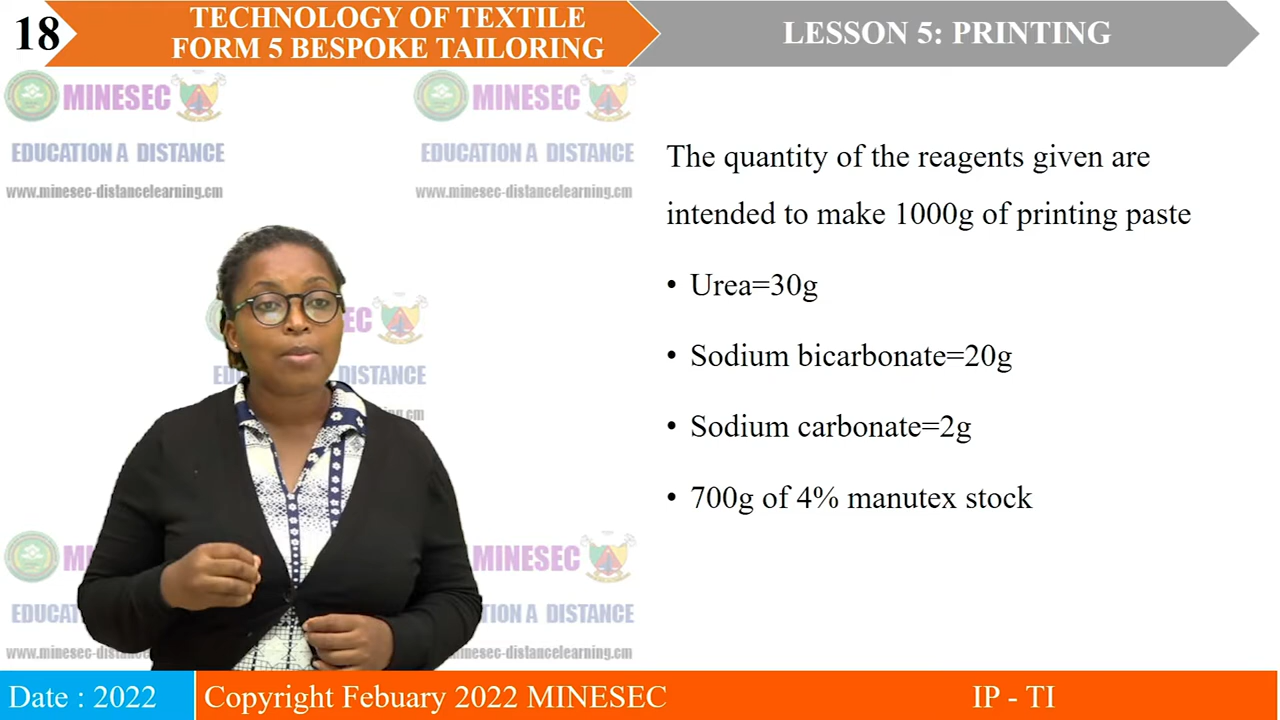 18
TECHNOLOGY OF TEXTILE
FORM 5 BESPOKE TAILORING
LESSON 5: PRINTING
MINESEC
EDUCATION A DISTANCE
www.minesec-distancelearning.cm
MINESEC
EDUCATION A DISTANCE
www.minesec-distancelearning.cm
The quantity of the reagents given are
intended to make 1000g of printing paste
• Urea=30g
• Sodium bicarbonate=20g
• Sodium carbonate=2g
• 700g of 4% manutex stock
MINESEC
DISTANCE
www.minesec-distancelearning.cm
Date : 2022
Copyright Febuary 2022 MINESEC
IP - TI